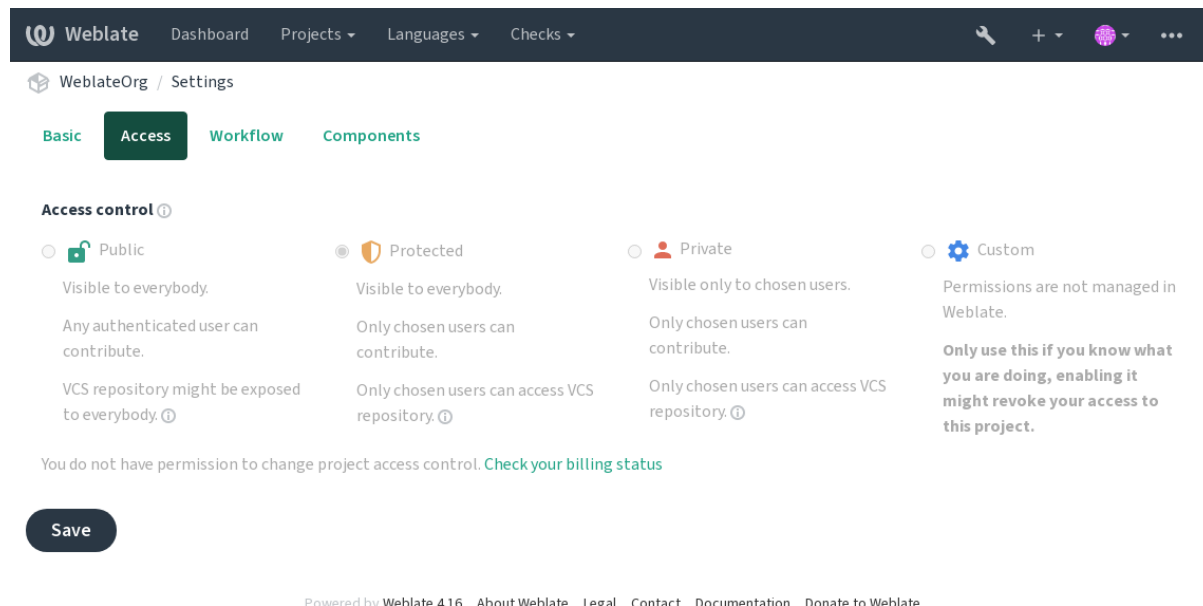 Weblate Dashboard Projects Languages Checks
WeblateOrg / Settings
Basic Access Workflow Components
Access control
Public
Visible to everybody.
Any authenticated user can
contribute.
VCS repository might be exposed
to everybody.
Protected
Visible to everybody.
Only chosen users can
contribute.
Only chosen users can access VCS
repository.
Private
Visible only to chosen users.
Only chosen users can
contribute.
Only chosen users can access VCS
repository.
Custom
Permissions are not managed in
Weblate.
Only use this if you know what
you are doing, enabling it
might revoke your access to
this project.
You do not have permission to change project access control. Check your billing status
Save
Powered by Weblate 4.16 About Weblate Legal Contact Documentation Donate to Weblate